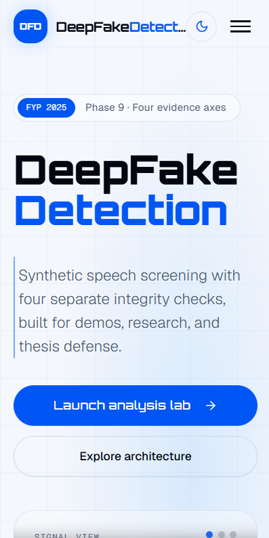 DFD DeepFakeDetect...
FYP 2025 Phase 9 · Four evidence axes
DeepFake
Detection
Synthetic speech screening with
four separate integrity checks,
built for demos, research, and
thesis defense.
Launch analysis lab →
Explore architecture
SIGNAL VIEW